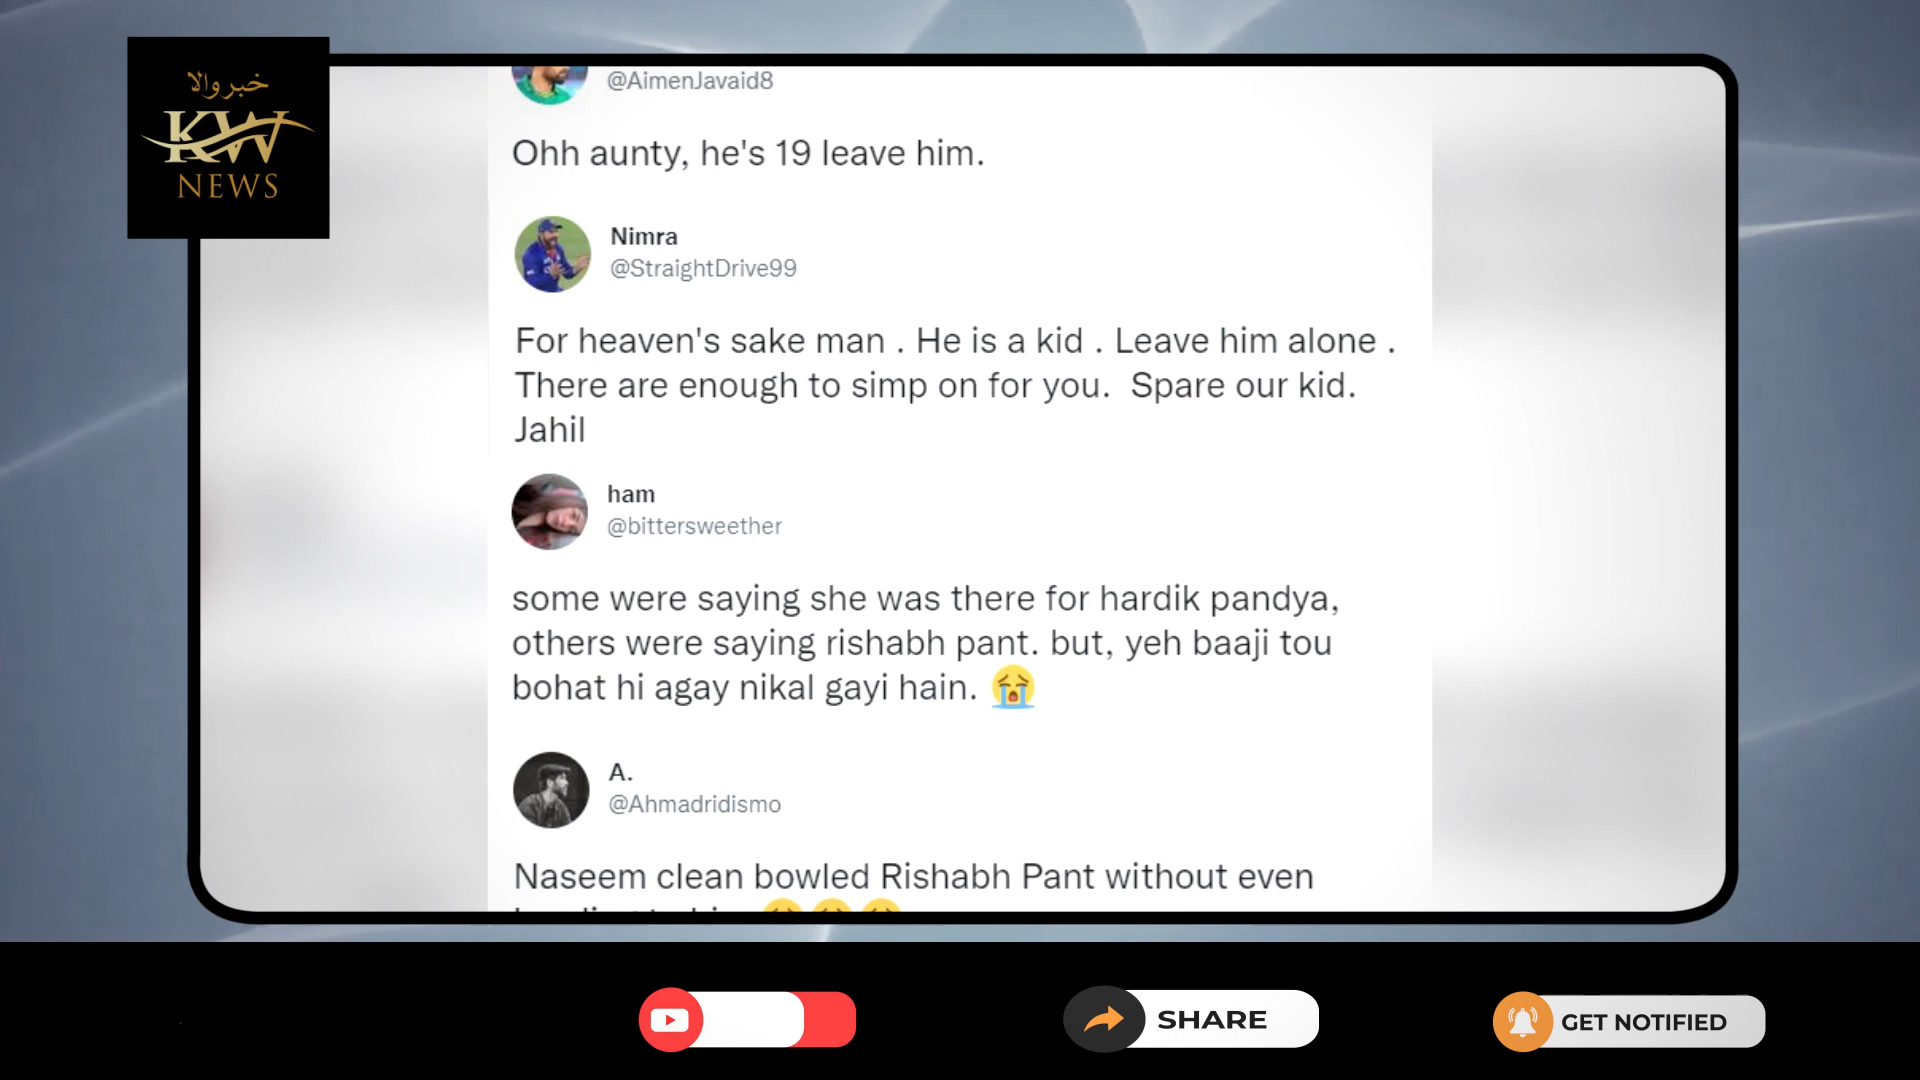 خبر والا
KW
NEWS
@AimenJavaid8
Ohh aunty, he's 19 leave him.
Nimra
@StraightDrive99
For heaven's sake man . He is a kid . Leave him alone .
There are enough to simp on for you.  Spare our kid.
Jahil
ham
@bittersweether
some were saying she was there for hardik pandya,
others were saying rishabh pant. but, yeh baaji tou
bohat hi agay nikal gayi hain. 😭
A.
@Ahmadridismo
Naseem clean bowled Rishabh Pant without even
SHARE
GET NOTIFIED